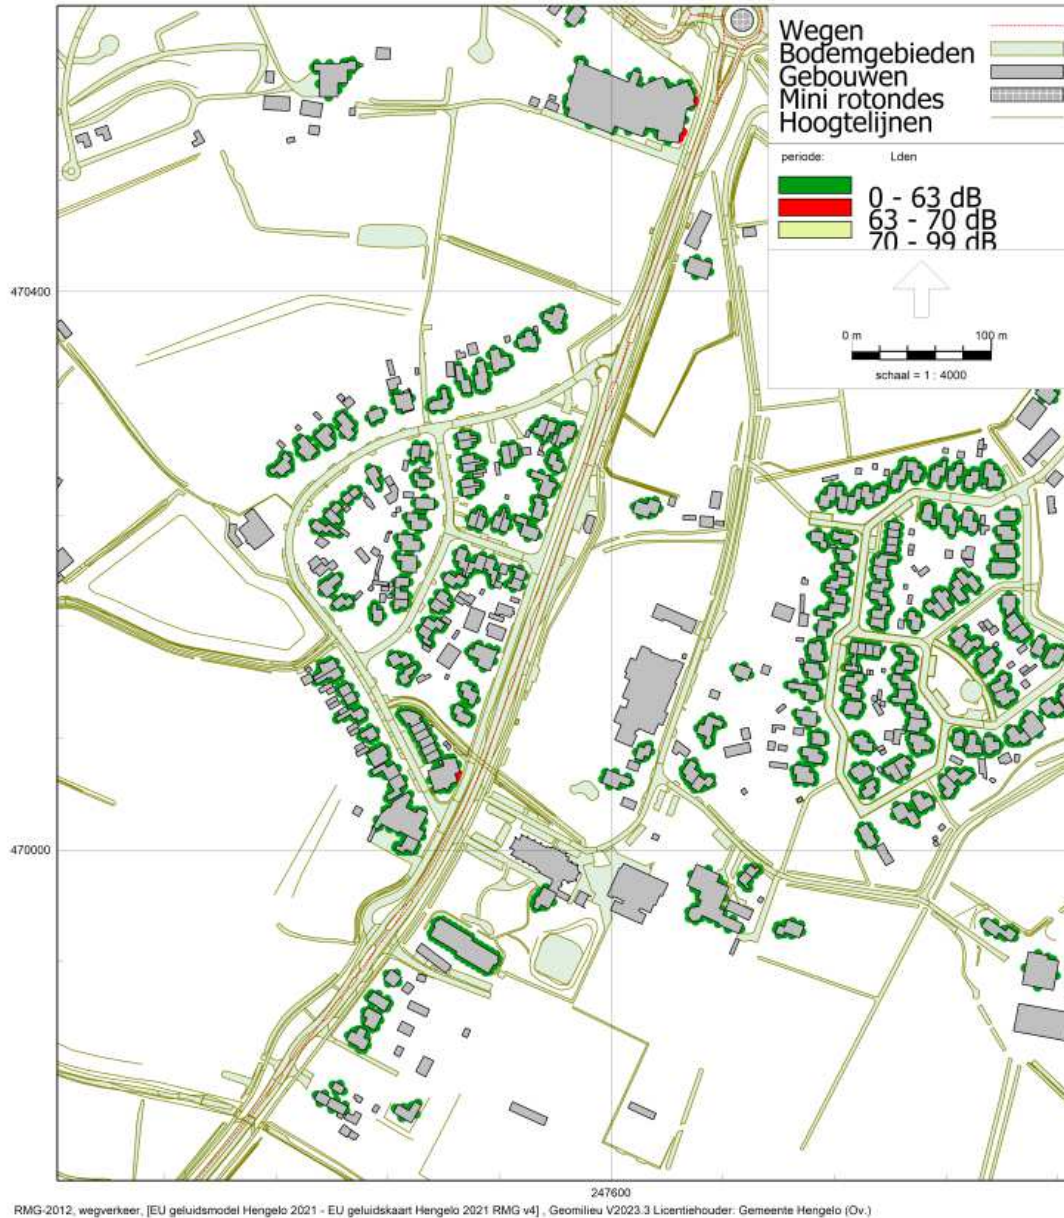 Wegen
Bodemgebieden
Gebouwen
Mini rotondes
Hoogtelijnen
periode: Lden
0 - 63 dB
63 - 70 dB
70 - 99 dB
0 m 100 m
schaal = 1 : 4000
470400
470000
247600
RMG-2012, wegverkeer, [EU geluidsmodel Hengelo 2021 - EU geluidskaart Hengelo 2021 RMG v4] , Geomilieu V2023.3 Licentiehouder: Gemeente Hengelo (Ov.)